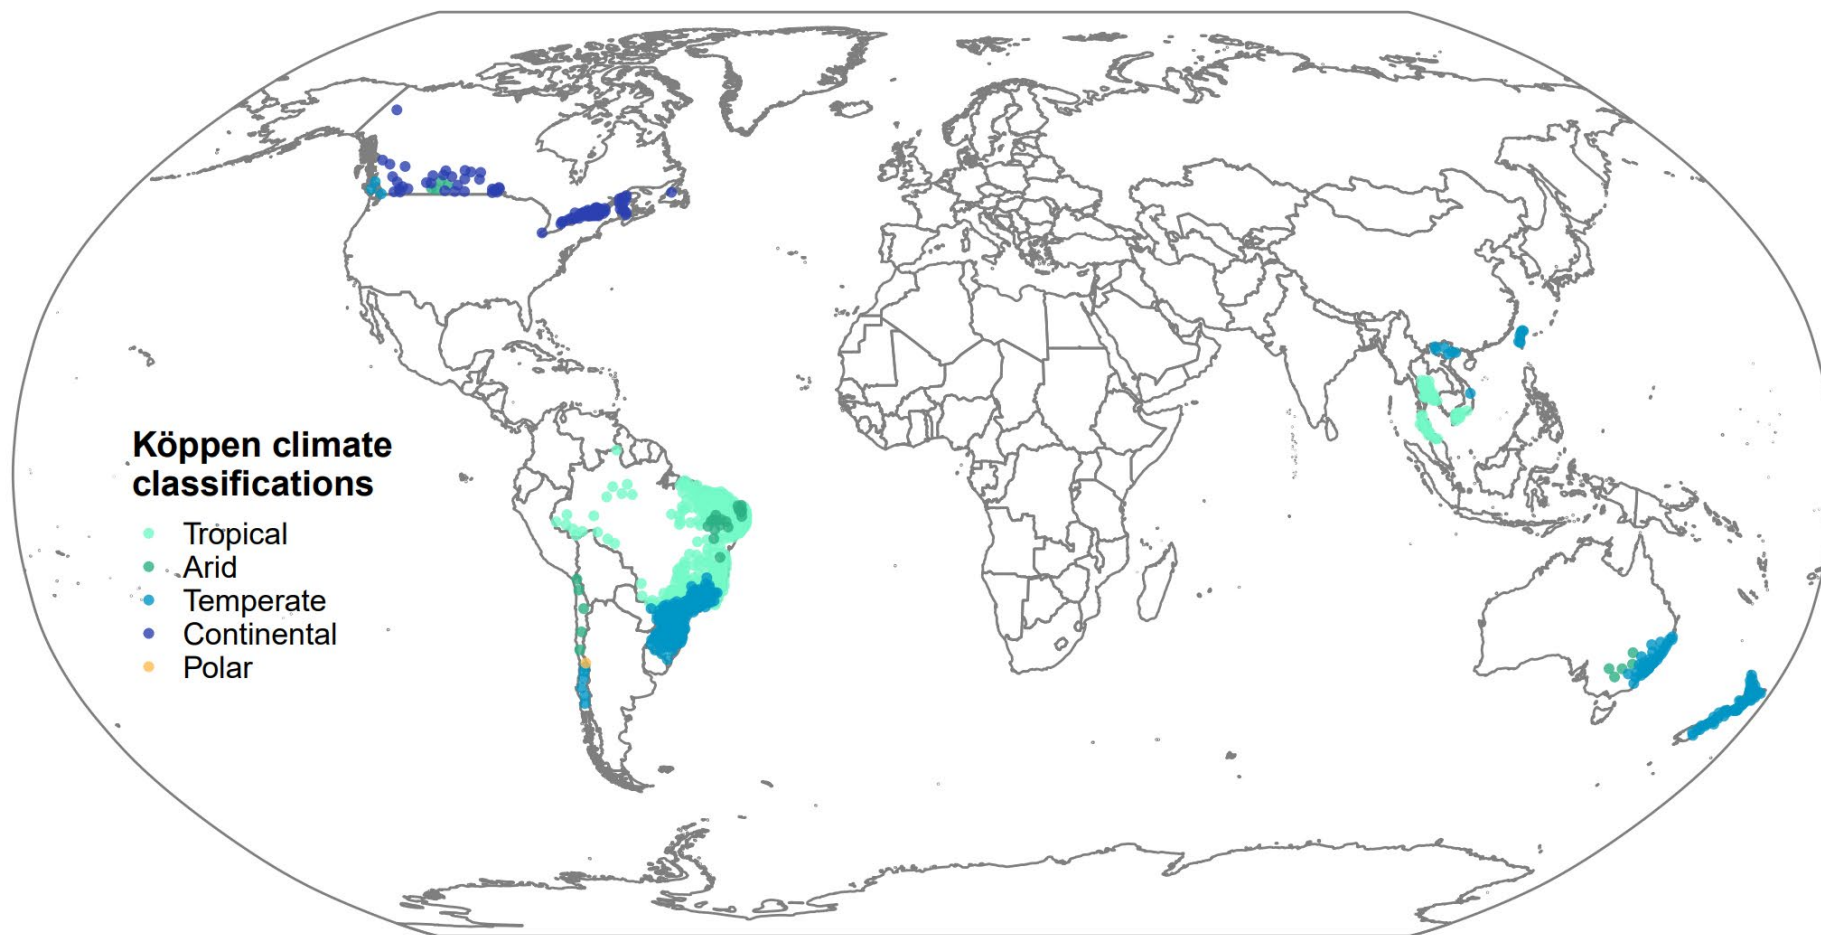 Köppen climate
classifications
Tropical
Arid
Temperate
Continental
Polar